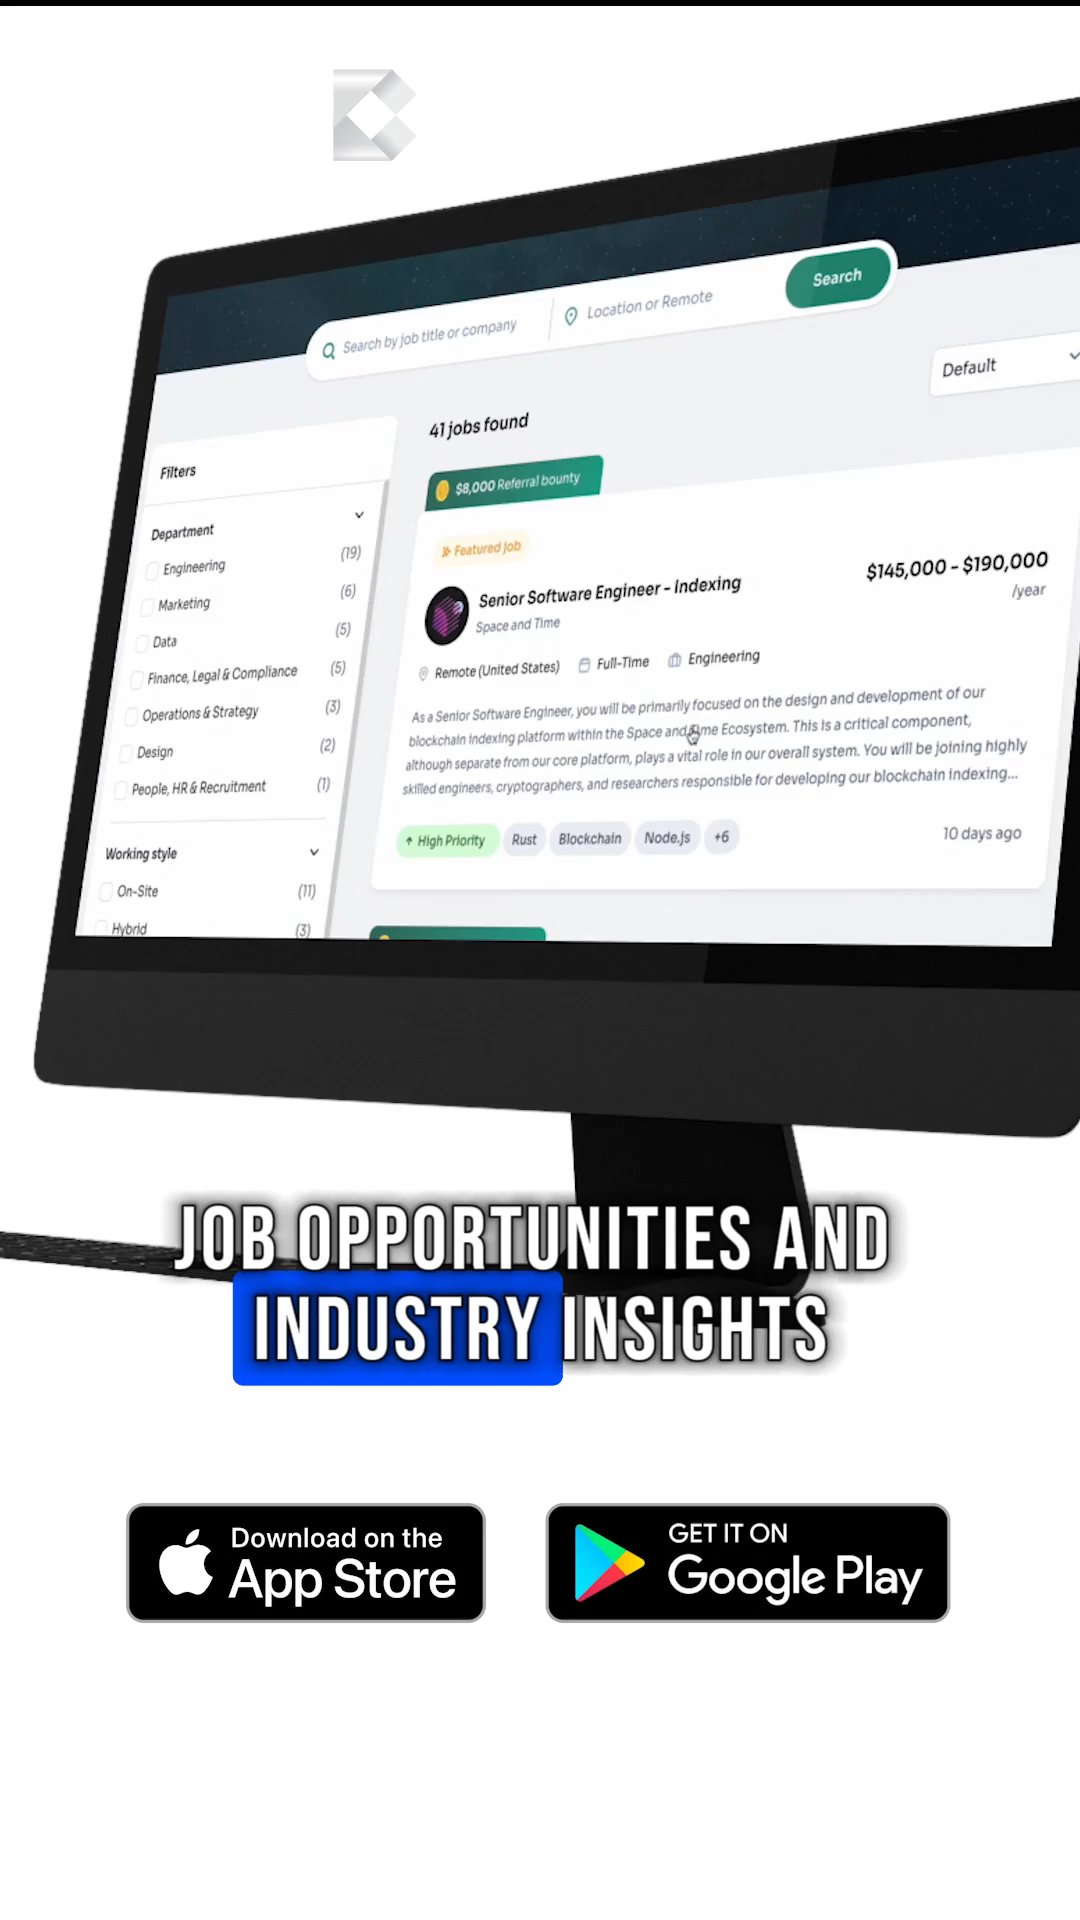 Search by job title or company
Location or Remote
Search
Default
41 jobs found
Filters
$8,000 Referral bounty
Department
Engineering (19)
Marketing (6)
Data (5)
Finance, Legal & Compliance (5)
Operations & Strategy (3)
Design (2)
People, HR & Recruitment (1)
Working style
On-Site (11)
Hybrid (3)
Featured job
Senior Software Engineer - Indexing
$145,000 - $190,000
/year
Space and Time
Remote (United States) Full-Time Engineering
As a Senior Software Engineer, you will be primarily focused on the design and development of our
blockchain indexing platform within the Space and Time Ecosystem. This is a critical component,
although separate from our core platform, plays a vital role in our overall system. You will be joining highly
skilled engineers, cryptographers, and researchers responsible for developing our blockchain indexing...
High Priority Rust Blockchain Node.js +6
10 days ago
JOB OPPORTUNITIES AND
INDUSTRY INSIGHTS
Download on the
App Store
GET IT ON
Google Play